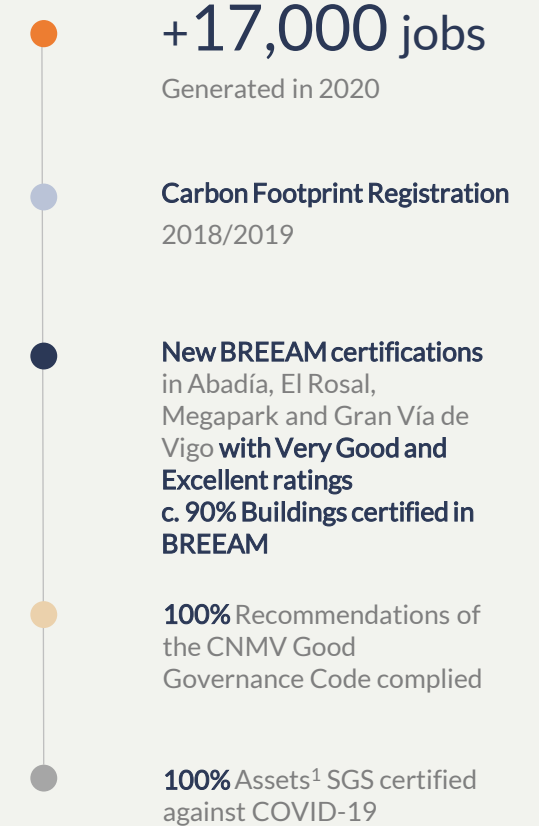 +17,000 jobs
Generated in 2020
Carbon Footprint Registration
2018/2019
New BREEAM certifications
in Abadía, El Rosal,
Megapark and Gran Vía de
Vigo with Very Good and
Excellent ratings
c. 90% Buildings certified in
BREEAM
100% Recommendations of
the CNMV Good
Governance Code complied
100% Assets¹ SGS certified
against COVID-19